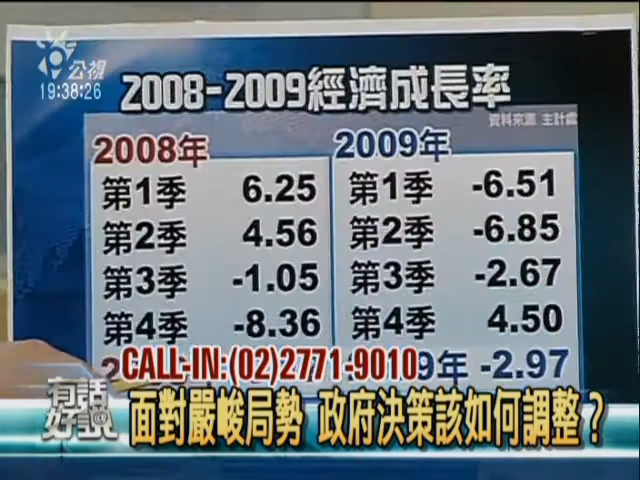 公視
19:38:26
2008-2009經濟成長率
資料來源 主計處
2008年
第1季 6.25
第2季 4.56
第3季 -1.05
第4季 -8.36
2009年
第1季 -6.51
第2季 -6.85
第3季 -2.67
第4季 4.50
9年 -2.97
CALL-IN:(02)2771-9010
有話好說
面對嚴峻局勢 政府決策該如何調整？